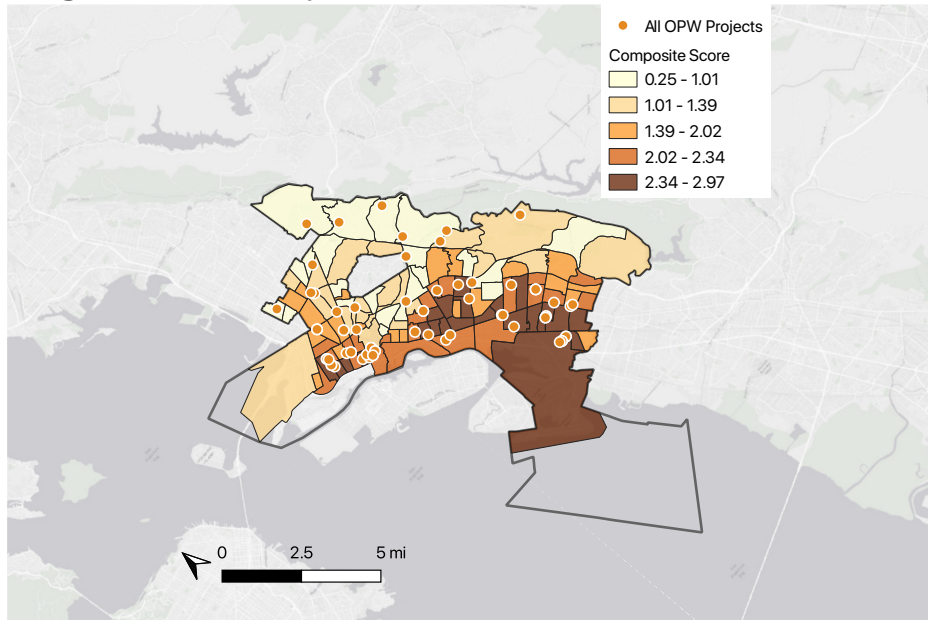 All OPW Projects
Composite Score
0.25 - 1.01
1.01 - 1.39
1.39 - 2.02
2.02 - 2.34
2.34 - 2.97
0 2.5 5 mi